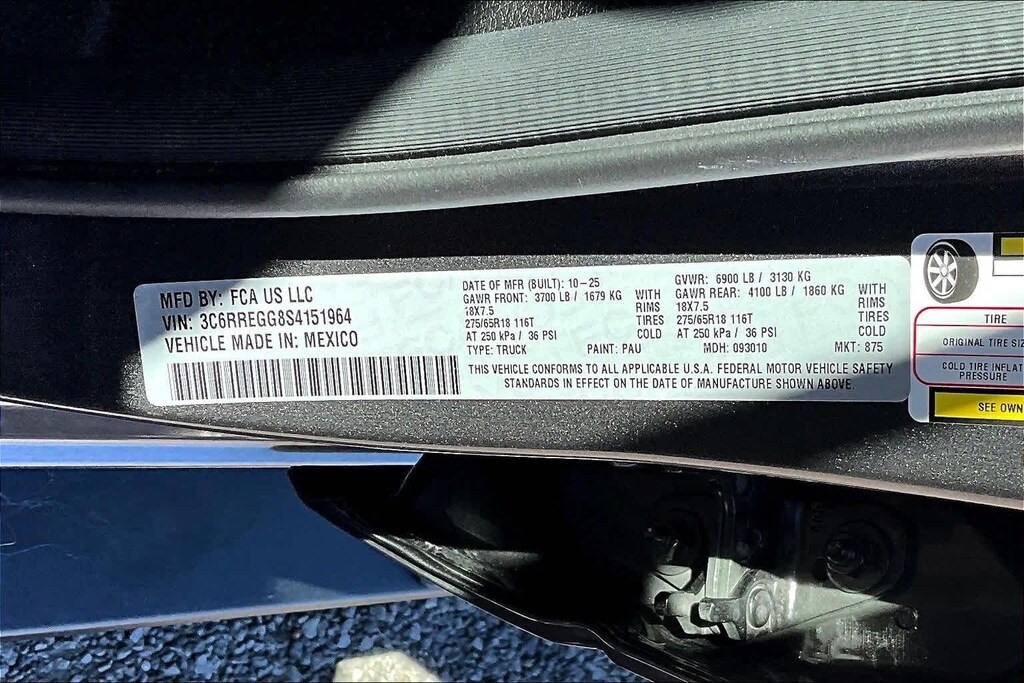 MFD BY: FCA US LLC
VIN: 3C6RREGG8S4151964
VEHICLE MADE IN: MEXICO
DATE OF MFR (BUILT): 10-25
GAWR FRONT: 3700 LB / 1679 KG WITH
18X7.5 RIMS
275/65R18 116T TIRES
AT 250 kPa / 36 PSI COLD
TYPE: TRUCK PAINT: PAU MDH: 093010 MKT: 875
GVWR: 6900 LB / 3130 KG
GAWR REAR: 4100 LB / 1860 KG WITH
18X7.5 RIMS
275/65R18 116T TIRES
AT 250 kPa / 36 PSI COLD
THIS VEHICLE CONFORMS TO ALL APPLICABLE U.S.A. FEDERAL MOTOR VEHICLE SAFETY
STANDARDS IN EFFECT ON THE DATE OF MANUFACTURE SHOWN ABOVE.
TIRE
ORIGINAL TIRE SIZ
COLD TIRE INFLAT
PRESSURE
SEE OWN